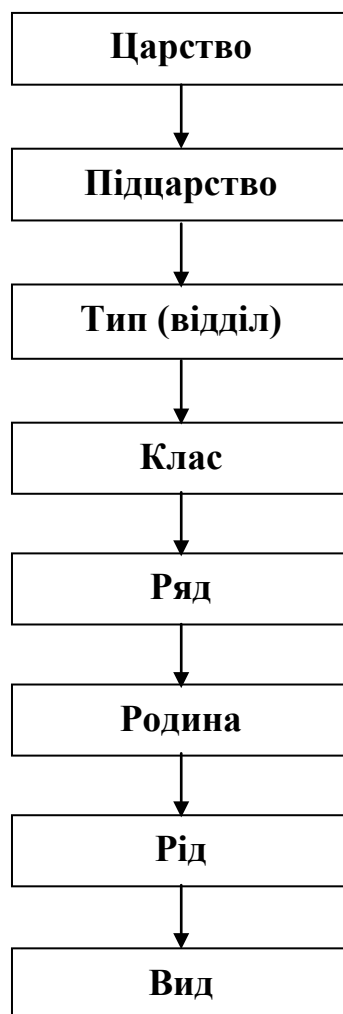 Царство
Підцарство
Тип (відділ)
Клас
Ряд
Родина
Рід
Вид